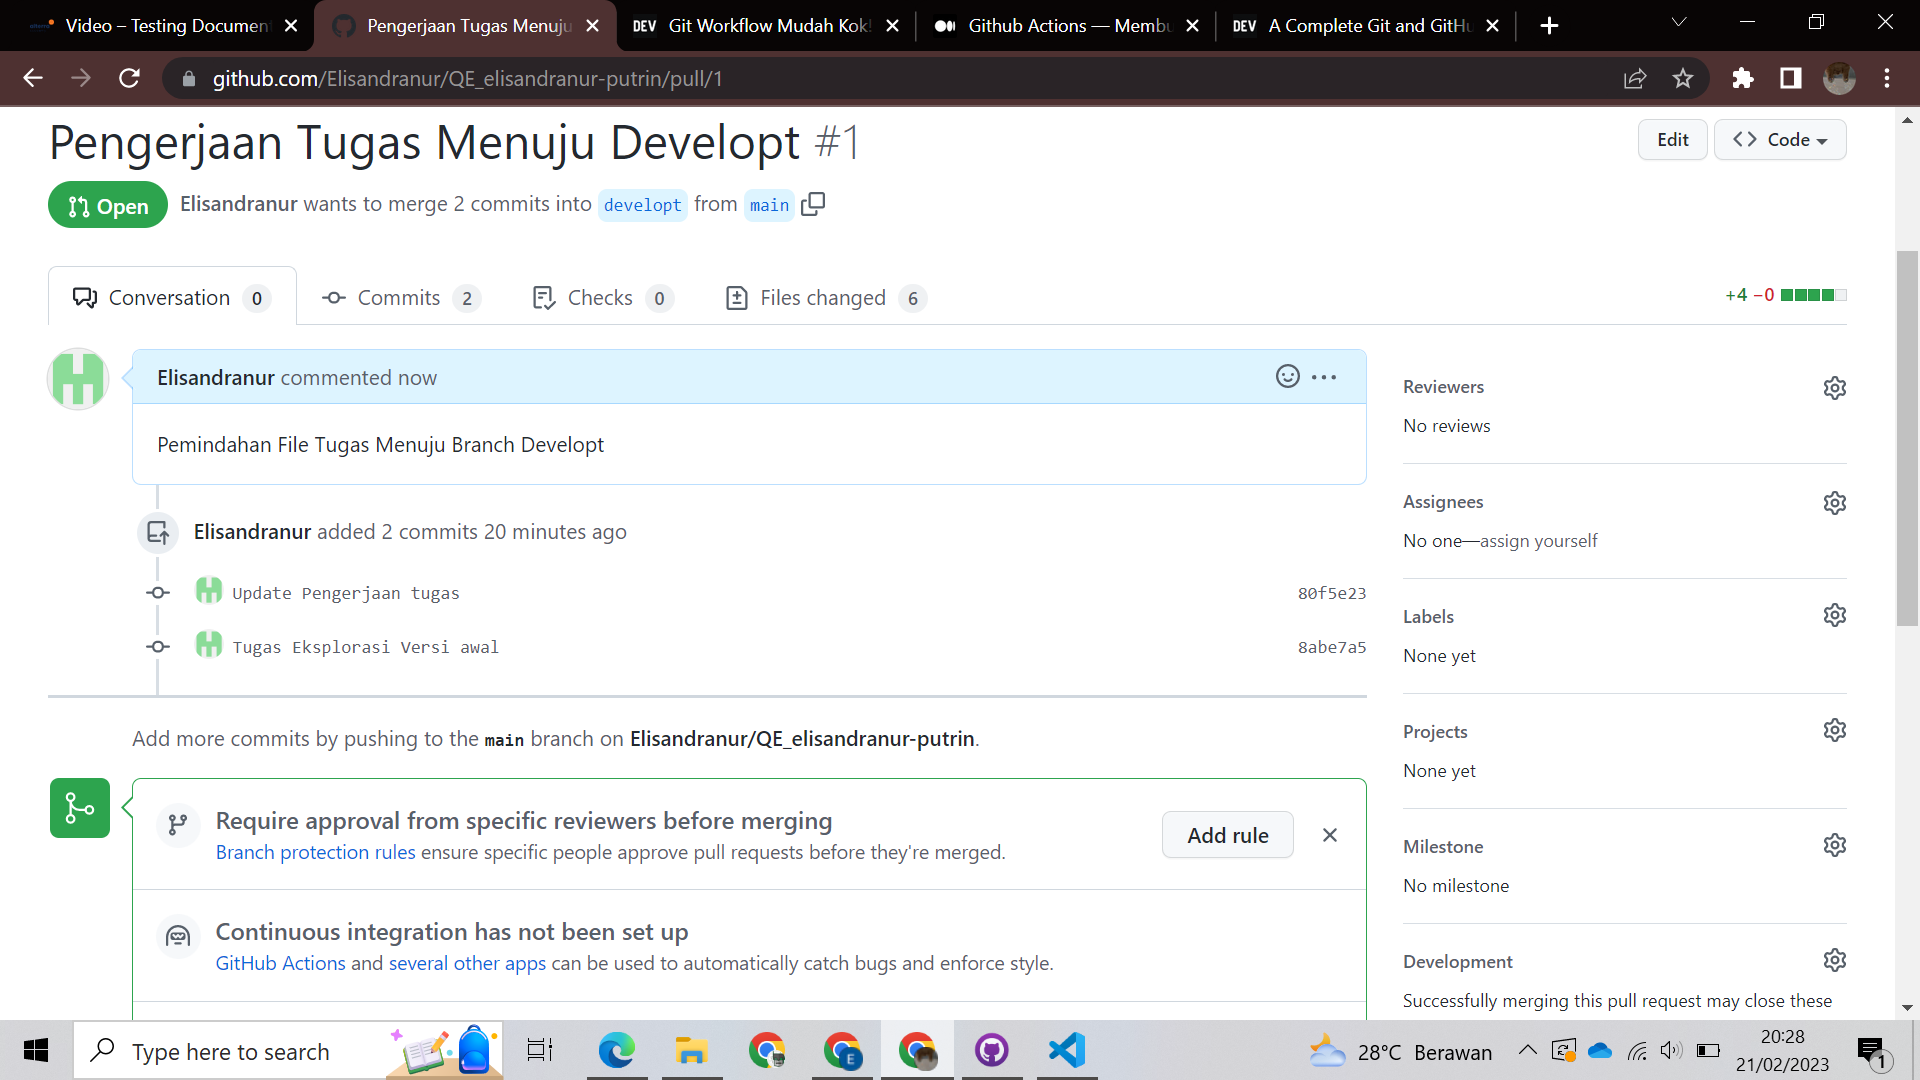 Video – Testing Document
Pengerjaan Tugas Menuju
DEV Git Workflow Mudah Kok!
Github Actions — Membu
DEV A Complete Git and GitHu
github.com/Elisandranur/QE_elisandranur-putrin/pull/1
Pengerjaan Tugas Menuju Developt #1
Edit
<> Code
Open
Elisandranur wants to merge 2 commits into developt from main
Conversation 0
Commits 2
Checks 0
Files changed 6
+4 −0
Elisandranur commented now
Pemindahan File Tugas Menuju Branch Developt
Elisandranur added 2 commits 20 minutes ago
Update Pengerjaan tugas 80f5e23
Tugas Eksplorasi Versi awal 8abe7a5
Add more commits by pushing to the main branch on Elisandranur/QE_elisandranur-putrin.
Require approval from specific reviewers before merging
Branch protection rules ensure specific people approve pull requests before they're merged.
Add rule
Continuous integration has not been set up
GitHub Actions and several other apps can be used to automatically catch bugs and enforce style.
Reviewers
No reviews
Assignees
No one—assign yourself
Labels
None yet
Projects
None yet
Milestone
No milestone
Development
Successfully merging this pull request may close these
Type here to search
E
28°C Berawan
20:28
21/02/2023
1